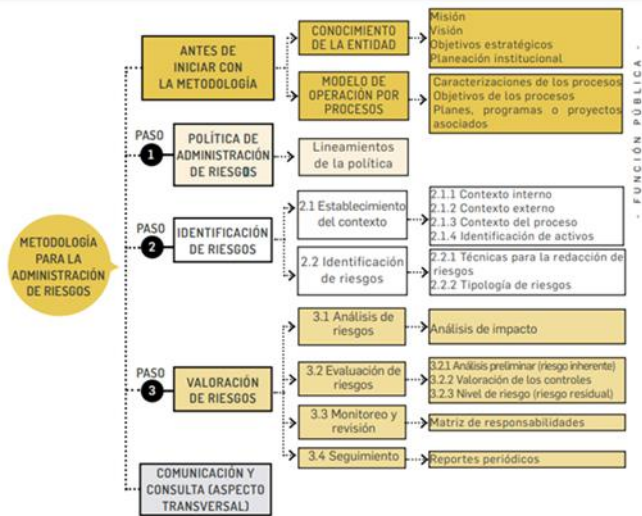 ANTES DE
INICIAR CON
LA METODOLOGÍA
CONOCIMIENTO
DE LA ENTIDAD
Misión
Visión
Objetivos estratégicos
Planeación institucional
MODELO DE
OPERACIÓN POR
PROCESOS
Caracterizaciones de los procesos
Objetivos de los procesos
Planes, programas o proyectos
asociados
- FUNCIÓN PÚBLICA -
PASO
1
POLÍTICA DE
ADMINISTRACIÓN
DE RIESGOS
Lineamientos
de la política
METODOLOGÍA
PARA LA
ADMINISTRACIÓN
DE RIESGOS
PASO
2
IDENTIFICACIÓN
DE RIESGOS
2.1 Establecimiento
del contexto
2.1.1 Contexto interno
2.1.2 Contexto externo
2.1.3 Contexto del proceso
2.1.4 Identificación de activos
2.2 Identificación de
riesgos
2.2.1 Técnicas para la redacción de
riesgos
2.2.2 Tipología de riesgos
PASO
3
VALORACIÓN
DE RIESGOS
3.1 Análisis de
riesgos
Análisis de impacto
3.2 Evaluación de
riesgos
3.2.1 Análisis preliminar (riesgo inherente)
3.2.2 Valoración de los controles
3.2.3 Nivel de riesgo (riesgo residual)
3.3 Monitoreo y
revisión
Matriz de responsabilidades
3.4 Seguimiento
Reportes periódicos
COMUNICACIÓN Y
CONSULTA (ASPECTO
TRANSVERSAL)